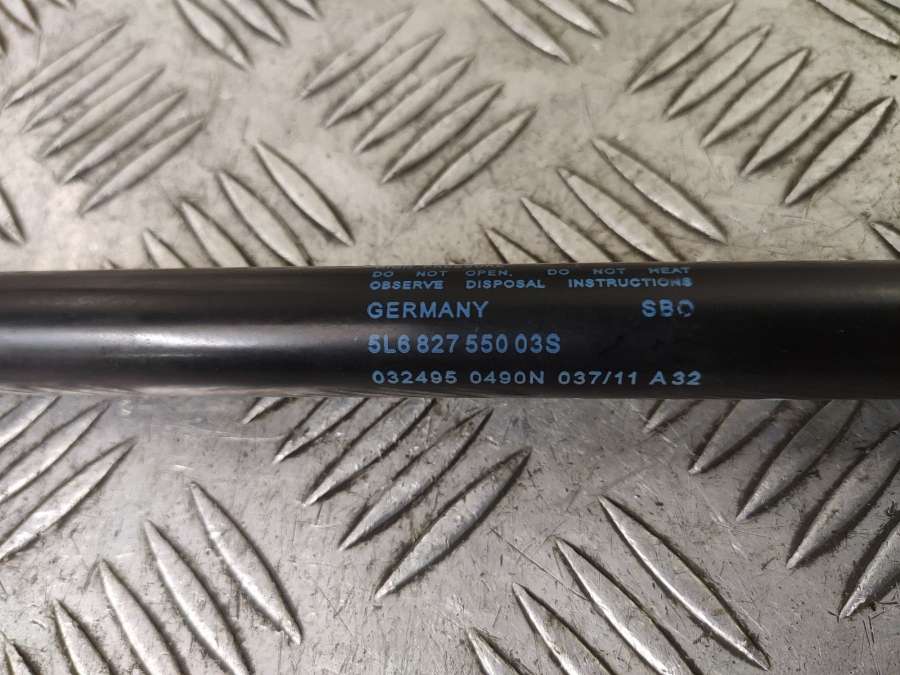 DO NOT OPEN. DO NOT HEAT
OBSERVE DISPOSAL INSTRUCTIONS
GERMANY SBO
5L6 827 550 03S
032495 0490N 037/11 A 32